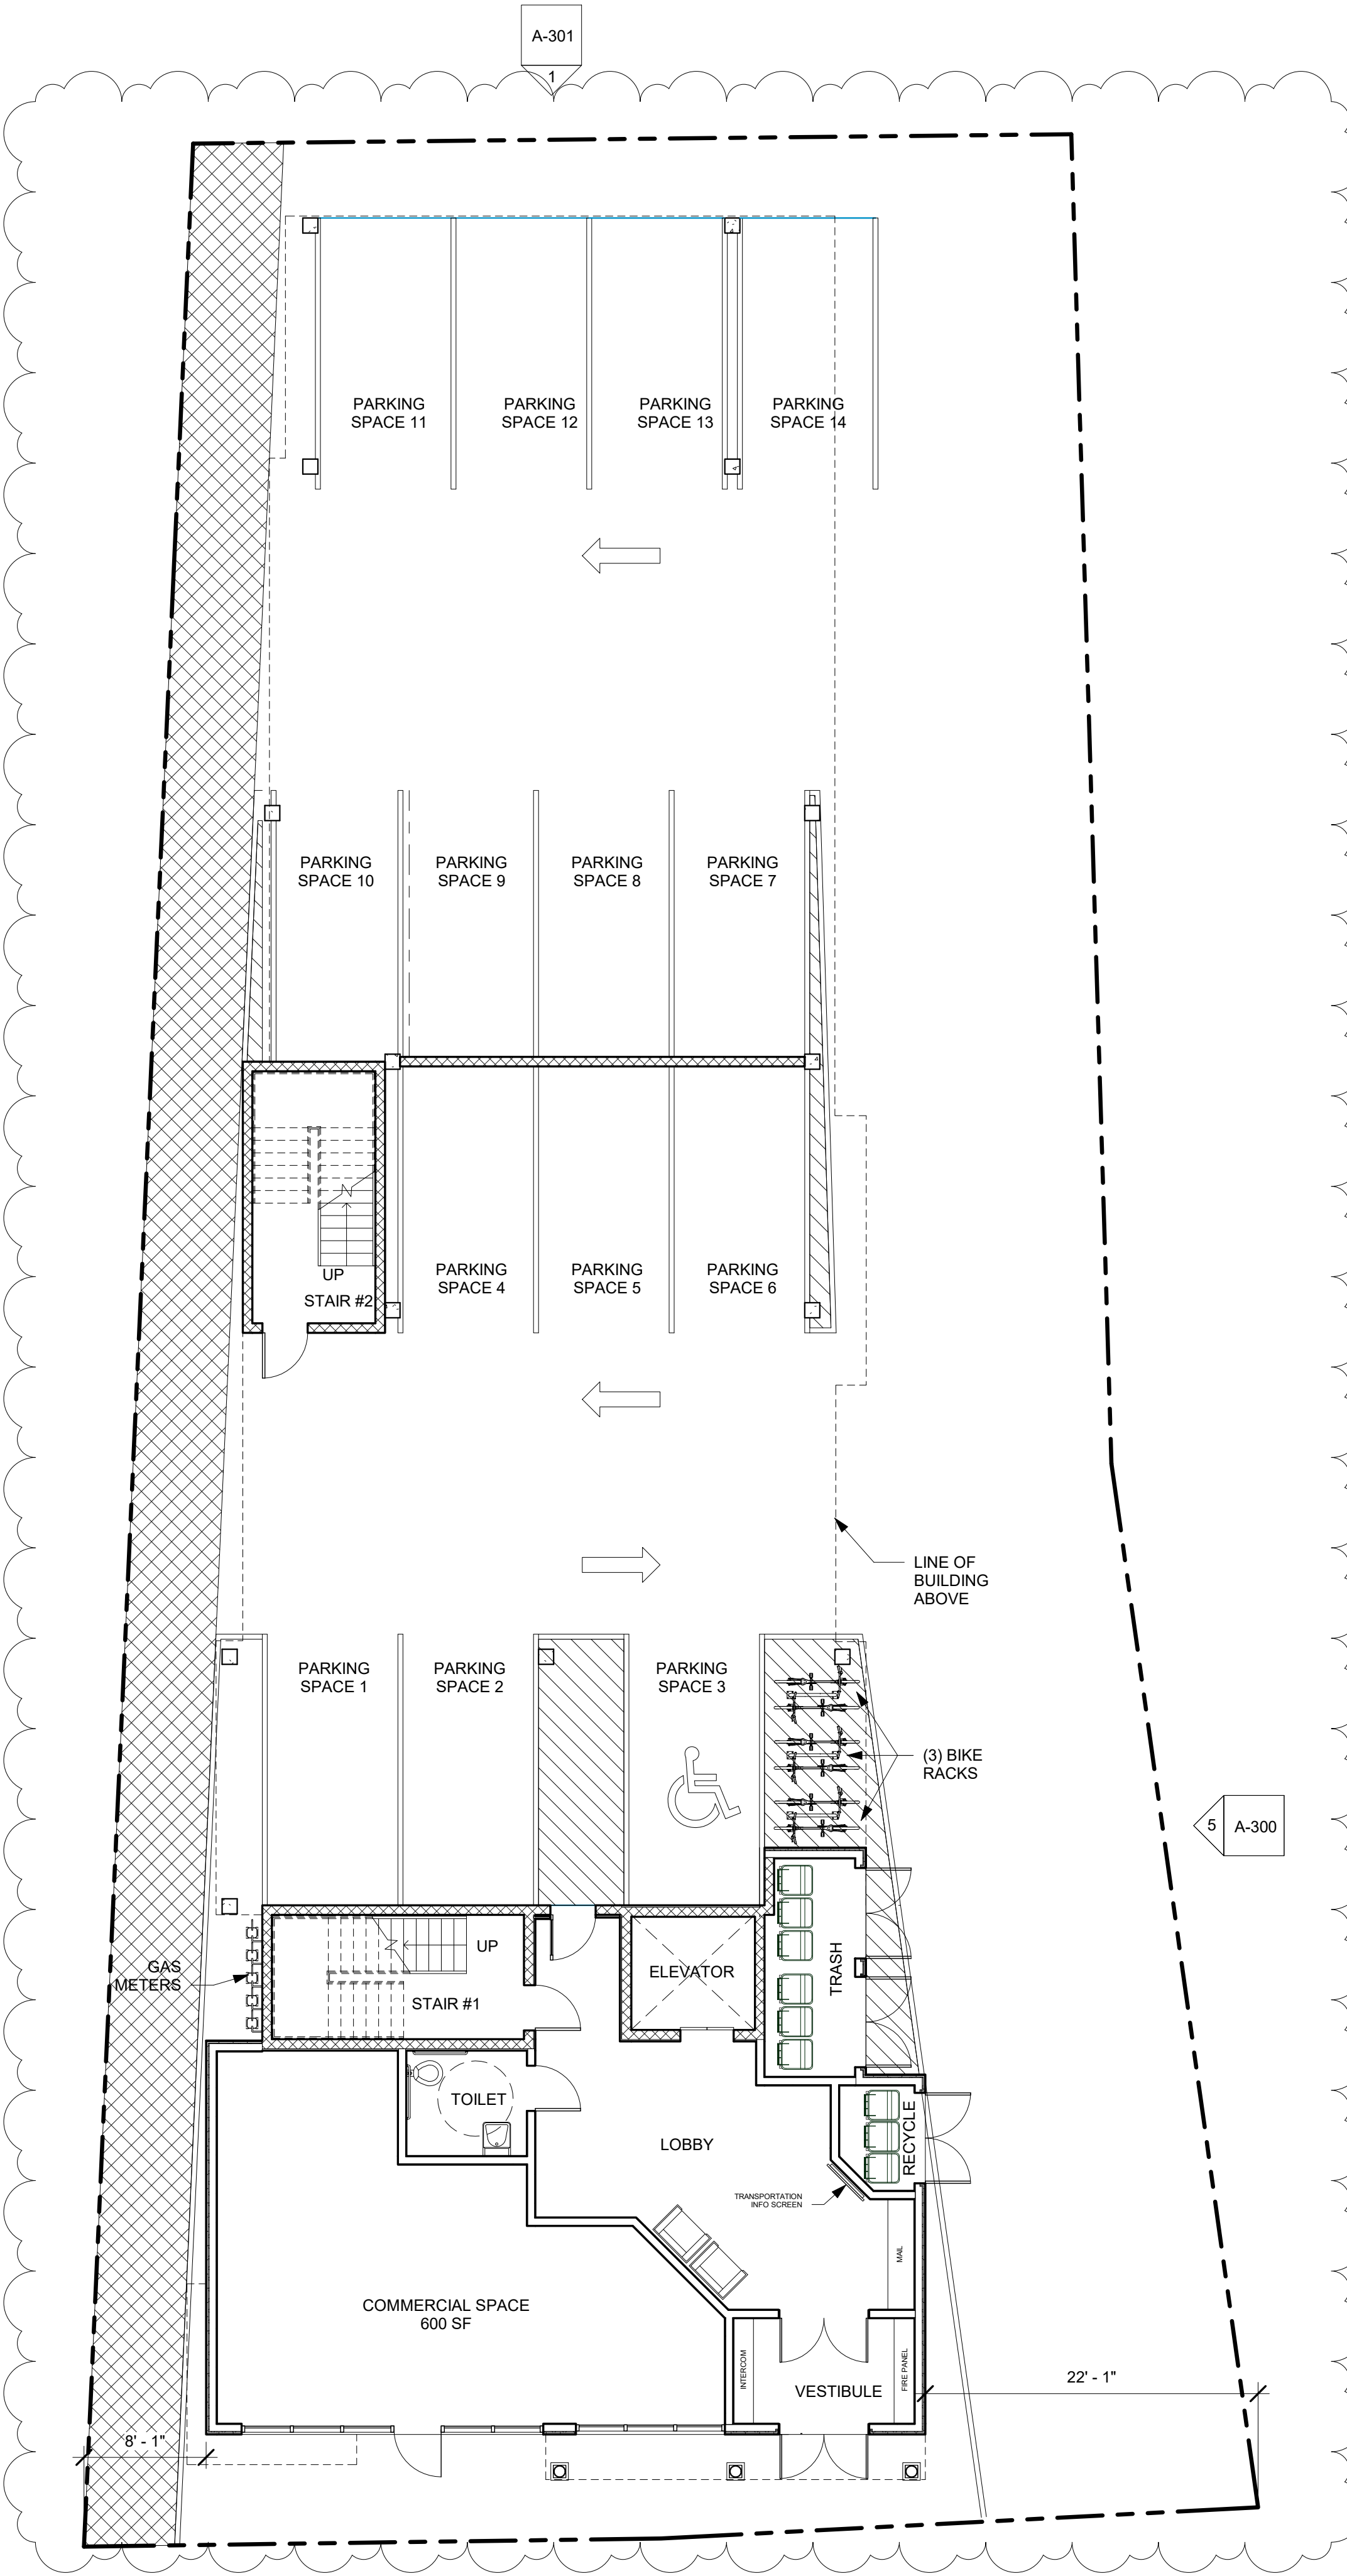 A-301
1
PARKING
SPACE 11
PARKING
SPACE 12
PARKING
SPACE 13
PARKING
SPACE 14
PARKING
SPACE 10
PARKING
SPACE 9
PARKING
SPACE 8
PARKING
SPACE 7
UP
STAIR #2
PARKING
SPACE 4
PARKING
SPACE 5
PARKING
SPACE 6
LINE OF
BUILDING
ABOVE
PARKING
SPACE 1
PARKING
SPACE 2
PARKING
SPACE 3
(3) BIKE
RACKS
5
A-300
GAS
METERS
UP
STAIR #1
ELEVATOR
TRASH
TOILET
LOBBY
RECYCLE
TRANSPORTATION
INFO SCREEN
MAIL
COMMERCIAL SPACE
600 SF
INTERCOM
VESTIBULE
FIRE PANEL
22' - 1"
8' - 1"